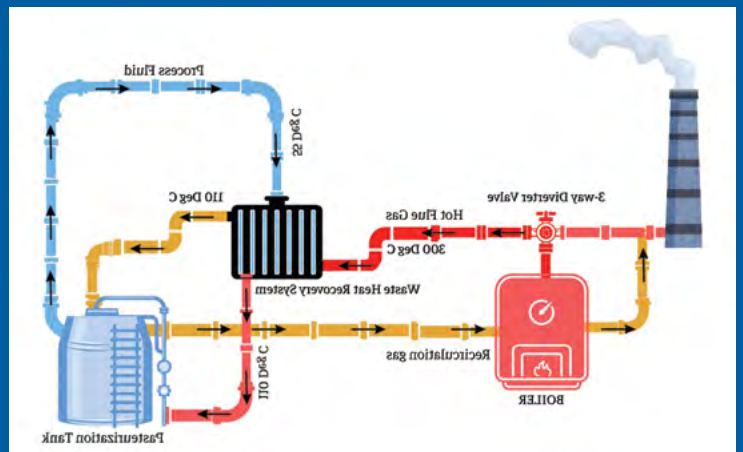 Process Fluid
55 Deg C
110 Deg C
3-way Diverter Valve
Hot Flue Gas
300 Deg C
Waste Heat Recovery System
Recirculation gas
110 Deg C
BOILER
Pasteurization Tank